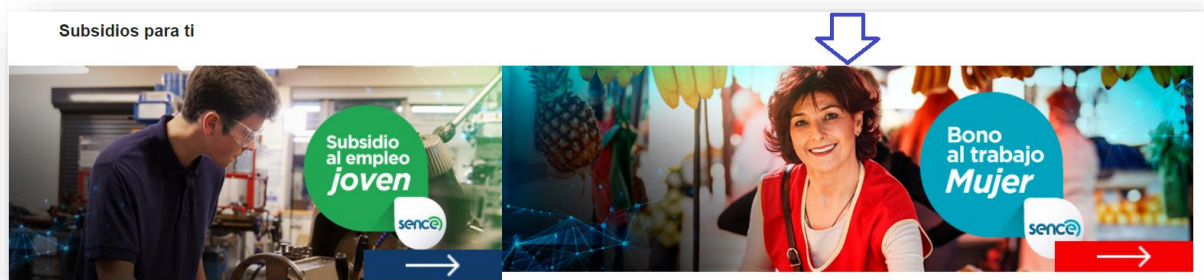 Subsidios para ti
Subsidio
al empleo
joven
sence
Bono
al trabajo
Mujer
sence